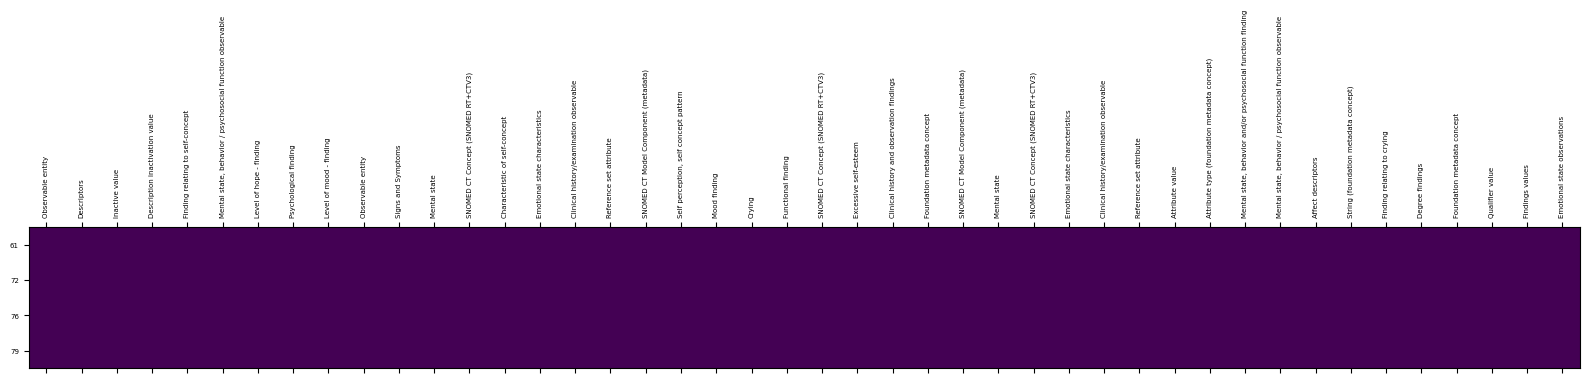 Observable entity
Descriptors
Inactive value
Description inactivation value
Finding relating to self-concept
Mental state, behavior / psychosocial function observable
Level of hope - finding
Psychological finding
Level of mood - finding
Observable entity
Signs and Symptoms
Mental state
SNOMED CT Concept (SNOMED RT+CTV3)
Characteristic of self-concept
Emotional state characteristics
Clinical history/examination observable
Reference set attribute
SNOMED CT Model Component (metadata)
Self perception, self concept pattern
Mood finding
Crying
Functional finding
SNOMED CT Concept (SNOMED RT+CTV3)
Excessive self-esteem
Clinical history and observation findings
Foundation metadata concept
SNOMED CT Model Component (metadata)
Mental state
SNOMED CT Concept (SNOMED RT+CTV3)
Emotional state characteristics
Clinical history/examination observable
Reference set attribute
Attribute value
Attribute type (foundation metadata concept)
Mental state, behavior and/or psychosocial function finding
Mental state, behavior / psychosocial function observable
Affect descriptors
String (foundation metadata concept)
Finding relating to crying
Degree findings
Foundation metadata concept
Qualifier value
Findings values
Emotional state observations
61
72
76
79